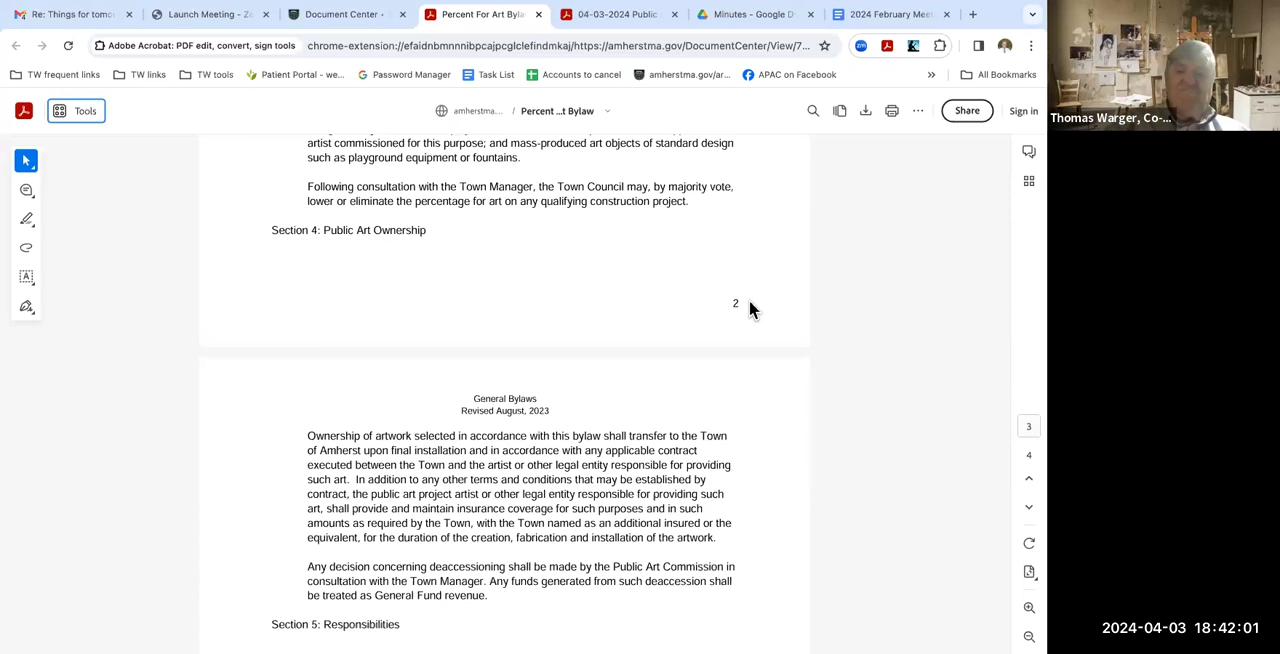 Re: Things for tomo
Launch Meeting - Z
Document Center •
Percent For Art Byla
04-03-2024 Public
Minutes - Google D
2024 February Mee
Adobe Acrobat: PDF edit, convert, sign tools
chrome-extension://efaidnbmnnnibpcajpcglclefindmkaj/https://amherstma.gov/DocumentCenter/View/7...
TW frequent links
TW links
TW tools
Patient Portal - we...
Password Manager
Task List
Accounts to cancel
amherstma.gov/ar...
APAC on Facebook
»
All Bookmarks
Tools
amherstma....
/ Percent ...t Bylaw
Share
Sign in
artist commissioned for this purpose; and mass-produced art objects of standard design
such as playground equipment or fountains.
Following consultation with the Town Manager, the Town Council may, by majority vote,
lower or eliminate the percentage for art on any qualifying construction project.
Section 4: Public Art Ownership
2
General Bylaws
Revised August, 2023
Ownership of artwork selected in accordance with this bylaw shall transfer to the Town
of Amherst upon final installation and in accordance with any applicable contract
executed between the Town and the artist or other legal entity responsible for providing
such art. In addition to any other terms and conditions that may be established by
contract, the public art project artist or other legal entity responsible for providing such
art, shall provide and maintain insurance coverage for such purposes and in such
amounts as required by the Town, with the Town named as an additional insured or the
equivalent, for the duration of the creation, fabrication and installation of the artwork.
Any decision concerning deaccessioning shall be made by the Public Art Commission in
consultation with the Town Manager. Any funds generated from such deaccession shall
be treated as General Fund revenue.
Section 5: Responsibilities
3
4
Thomas Warger, Co-...
2024-04-03 18:42:01